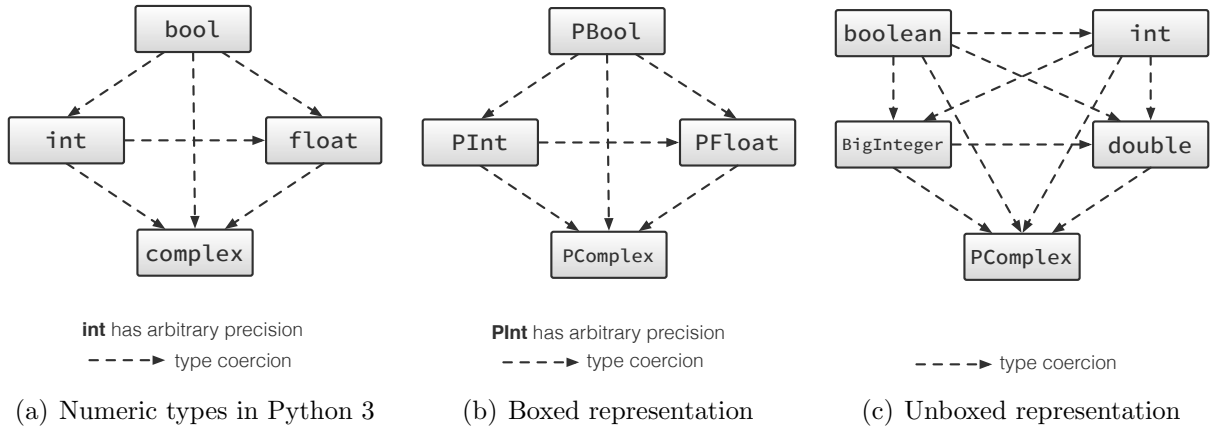 bool
int
float
complex
int has arbitrary precision
type coercion
(a) Numeric types in Python 3
PBool
PInt
PFloat
PComplex
PInt has arbitrary precision
type coercion
(b) Boxed representation
boolean
int
BigInteger
double
PComplex
type coercion
(c) Unboxed representation